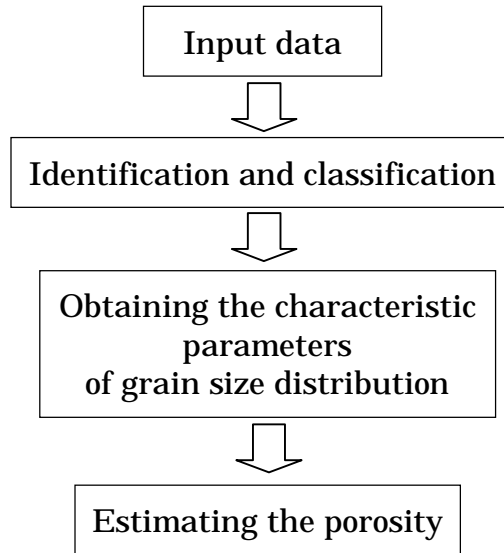 Input data
Identification and classification
Obtaining the characteristic
parameters
of grain size distribution
Estimating the porosity